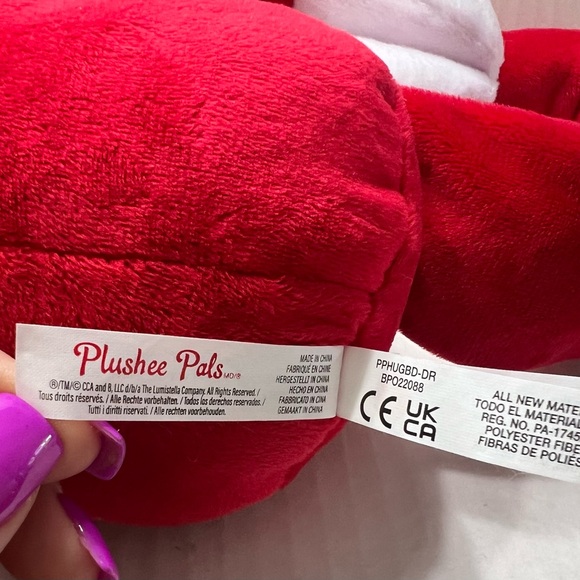 Plushee Pals MD/®
®/TM/© CCA and B, LLC d/b/a The Lumistella Company. All Rights Reserved. /
Tous droits réservés. / Alle Rechte vorbehalten. / Todos los derechos reservados. /
Tutti i diritti riservati. / Alle rechten voorbehouden.
MADE IN CHINA
FABRIQUÉ EN CHINE
HERGESTELLT IN CHINA
HECHO EN CHINA
FABBRICATO IN CINA
GEMAAKT IN CHINA
PPHUGBD-DR
BPO22088
CE UK
CA
ALL NEW MATE
TODO EL MATERIAL
REG. NO. PA-1745
POLYESTER FIBE
FIBRAS DE POLIÉS